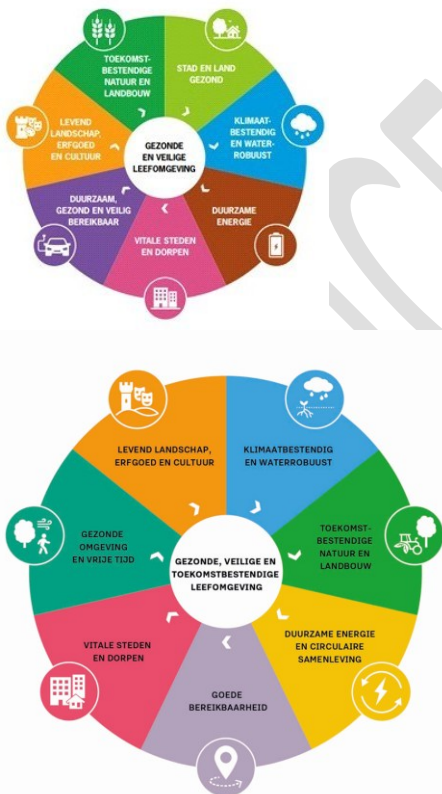 TOEKOMST-
BESTENDIGE
NATUUR EN
LANDBOUW
STAD EN LAND
GEZOND
KLIMAAT-
BESTENDIG
EN WATER-
ROBUUST
DUURZAME
ENERGIE
VITALE STEDEN
EN DORPEN
DUURZAAM,
GEZOND EN VEILIG
BEREIKBAAR
LEVEND
LANDSCHAP,
ERFGOED
EN CULTUUR
GEZONDE
EN VEILIGE
LEEFOMGEVING
LEVEND LANDSCHAP,
ERFGOED EN CULTUUR
KLIMAATBESTENDIG
EN WATERROBUUST
TOEKOMST-
BESTENDIGE
NATUUR EN
LANDBOUW
DUURZAME ENERGIE
EN CIRCULAIRE
SAMENLEVING
GOEDE
BEREIKBAARHEID
VITALE STEDEN
EN DORPEN
GEZONDE
OMGEVING
EN VRIJE TIJD
GEZONDE, VEILIGE EN
TOEKOMSTBESTENDIGE
LEEFOMGEVING